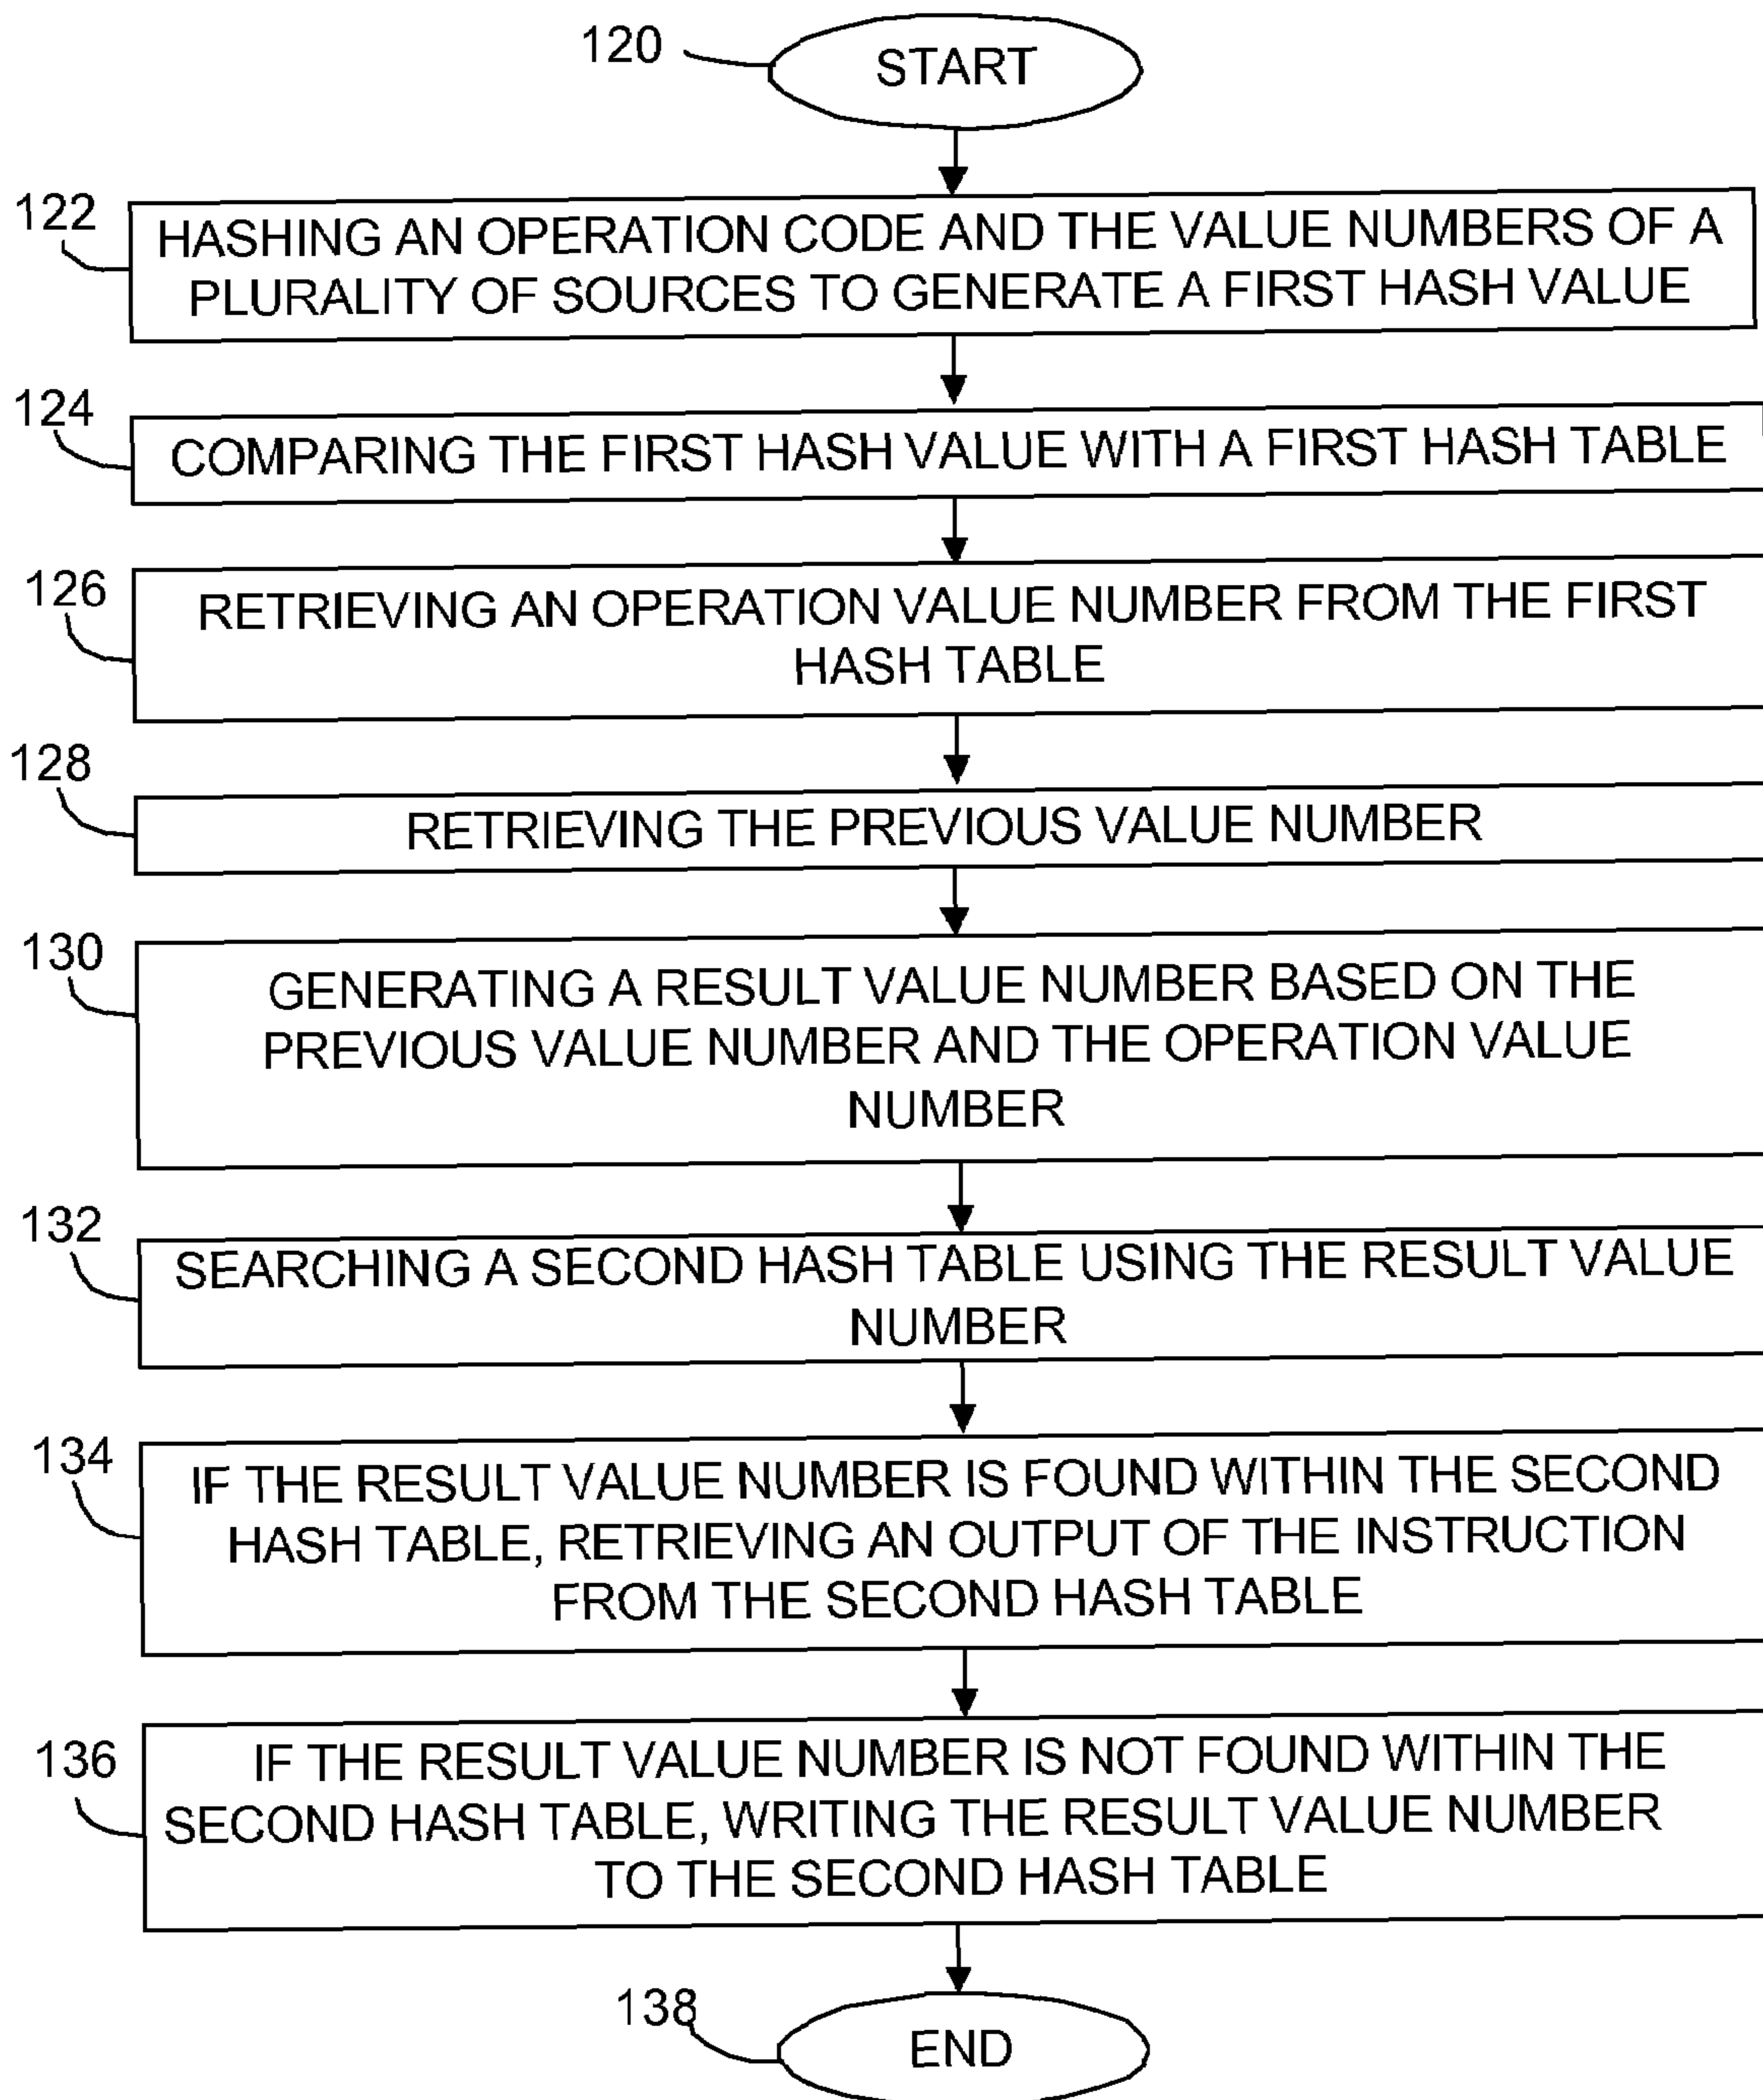 120
START
122
HASHING AN OPERATION CODE AND THE VALUE NUMBERS OF A
PLURALITY OF SOURCES TO GENERATE A FIRST HASH VALUE
124
COMPARING THE FIRST HASH VALUE WITH A FIRST HASH TABLE
126
RETRIEVING AN OPERATION VALUE NUMBER FROM THE FIRST
HASH TABLE
128
RETRIEVING THE PREVIOUS VALUE NUMBER
130
GENERATING A RESULT VALUE NUMBER BASED ON THE
PREVIOUS VALUE NUMBER AND THE OPERATION VALUE
NUMBER
132
SEARCHING A SECOND HASH TABLE USING THE RESULT VALUE
NUMBER
134
IF THE RESULT VALUE NUMBER IS FOUND WITHIN THE SECOND
HASH TABLE, RETRIEVING AN OUTPUT OF THE INSTRUCTION
FROM THE SECOND HASH TABLE
136
IF THE RESULT VALUE NUMBER IS NOT FOUND WITHIN THE
SECOND HASH TABLE, WRITING THE RESULT VALUE NUMBER
TO THE SECOND HASH TABLE
138
END